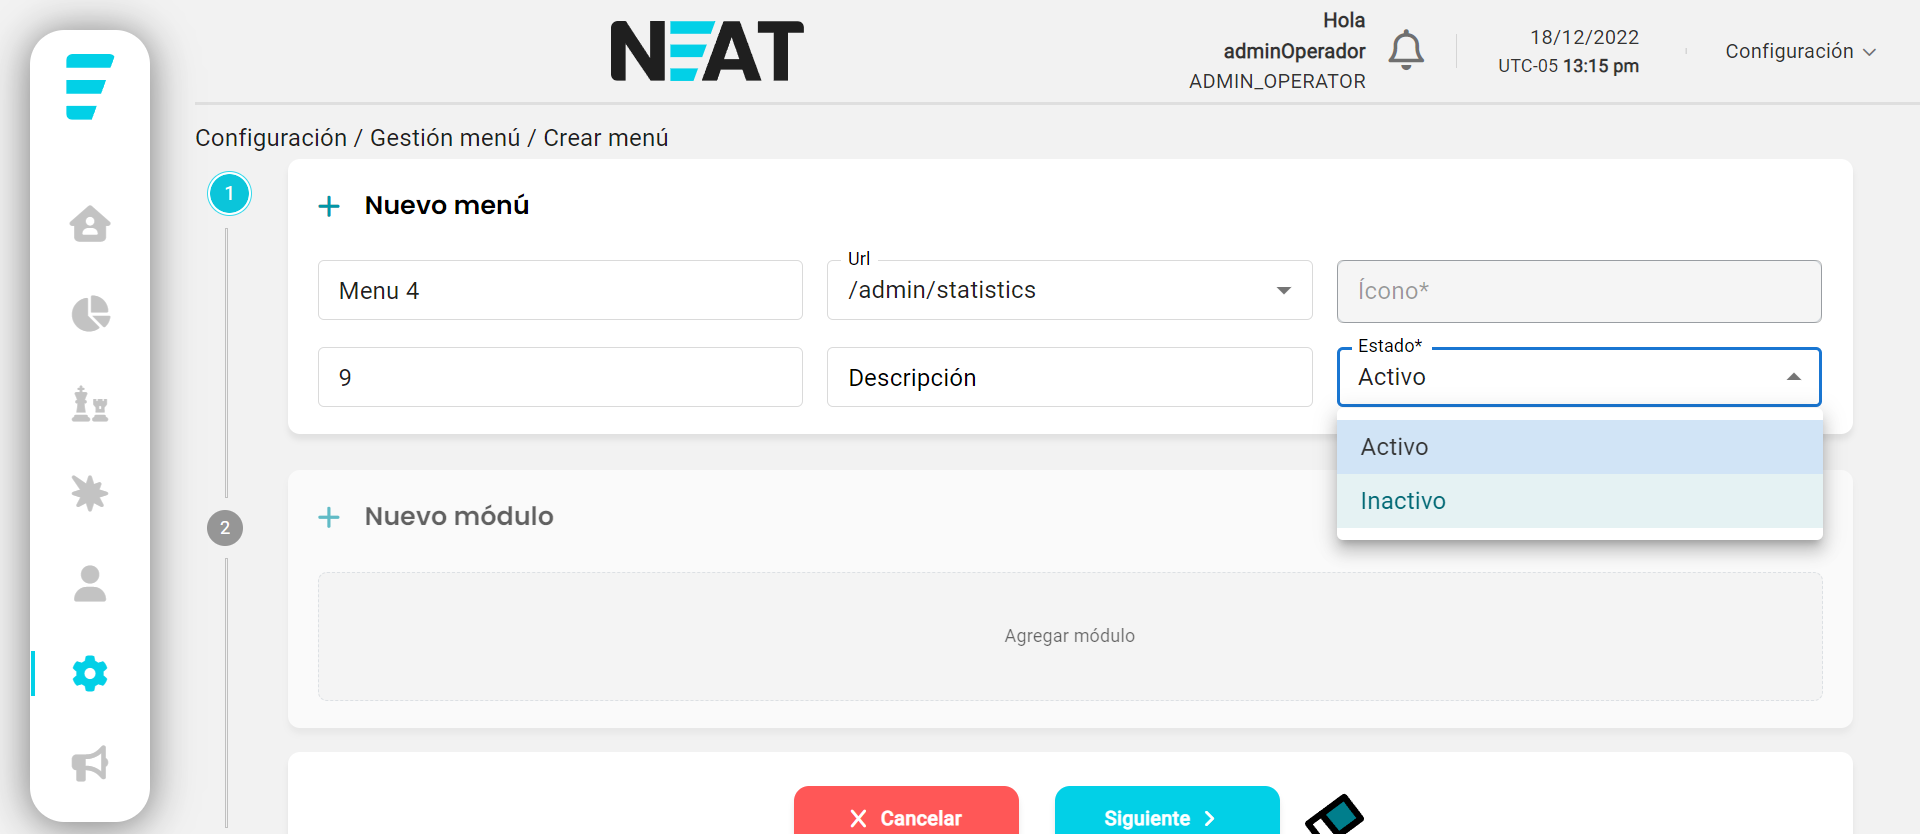 NEAT
Hola
adminOperador
ADMIN_OPERATOR
18/12/2022
UTC-05 13:15 pm
Configuración
Configuración / Gestión menú / Crear menú
1
Nuevo menú
Menu 4
Url
/admin/statistics
Ícono*
9
Descripción
Estado*
Activo
Activo
Inactivo
2
Nuevo módulo
Agregar módulo
Cancelar
Siguiente